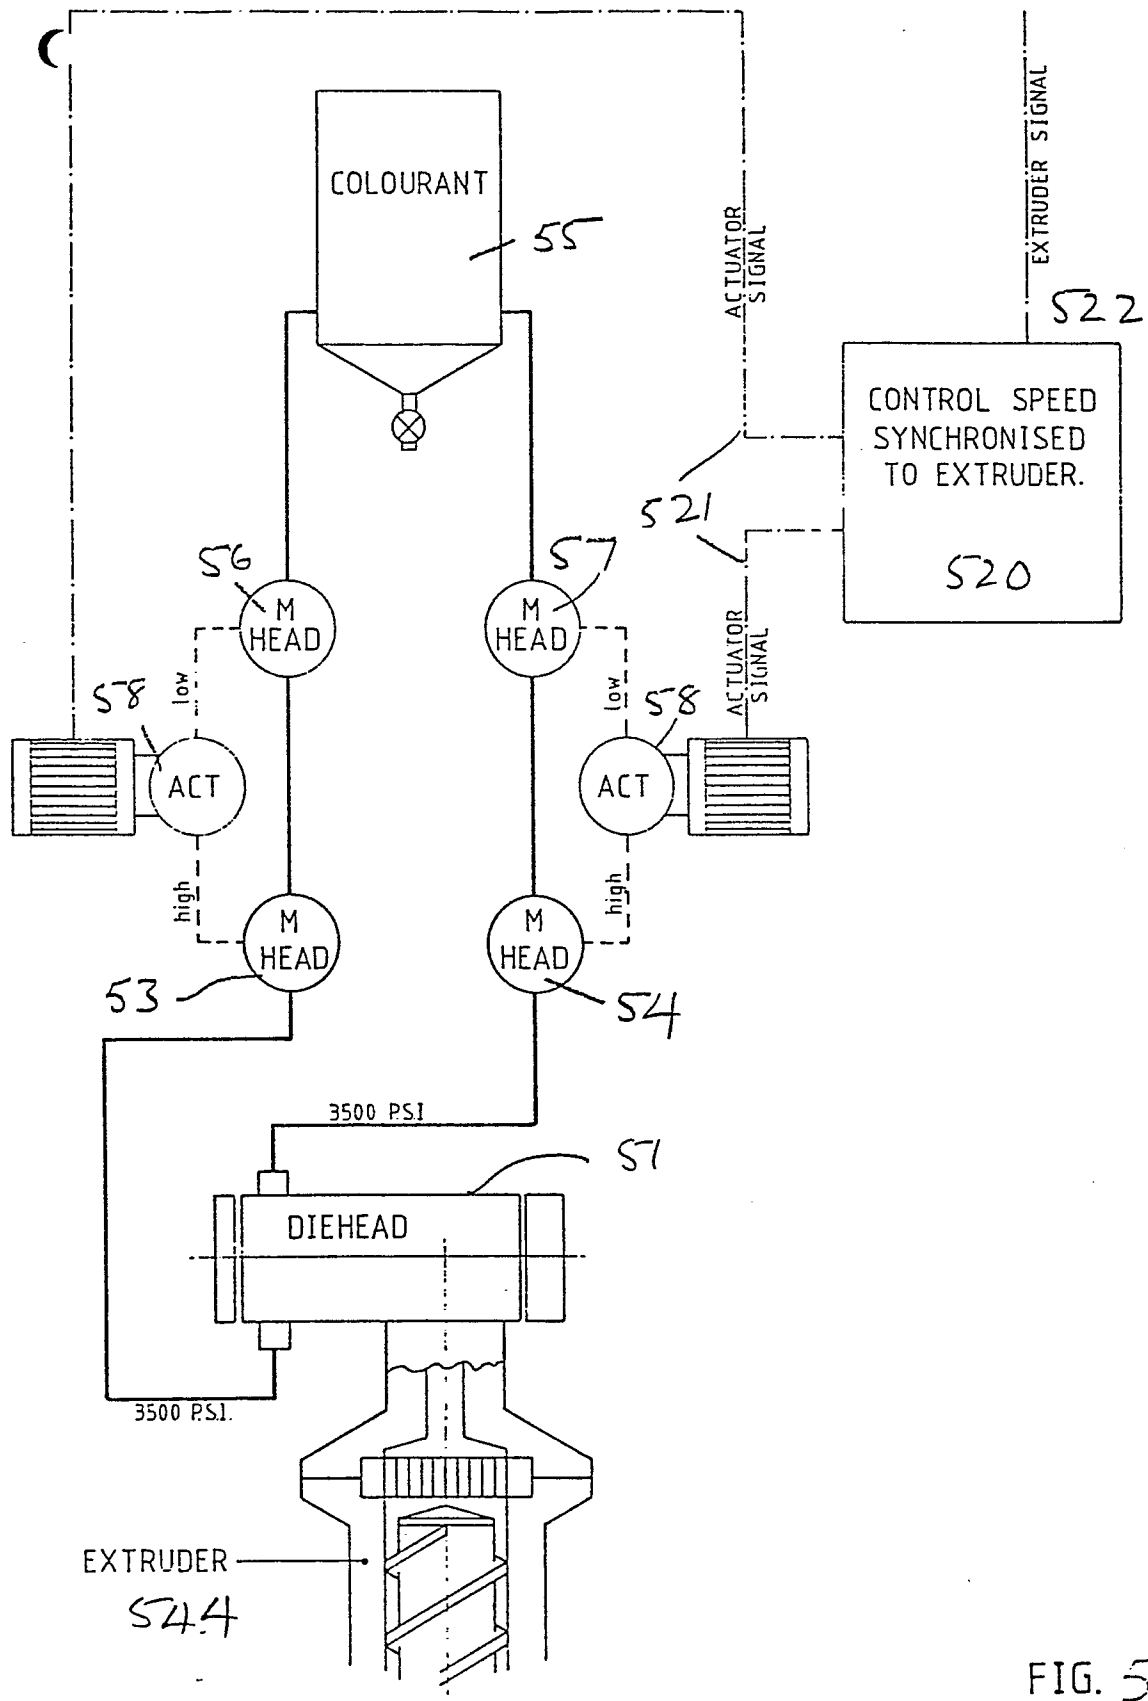 COLOURANT
55
ACTUATOR
SIGNAL
EXTRUDER SIGNAL
522
CONTROL SPEED
SYNCHRONISED
TO EXTRUDER.
520
521
56
M
HEAD
57
M
HEAD
low
low
ACTUATOR
SIGNAL
58
ACT
58
ACT
high
high
M
HEAD
53
M
HEAD
54
3500 P.S.I
51
DIEHEAD
3500 P.S.I.
EXTRUDER
544
FIG. 5